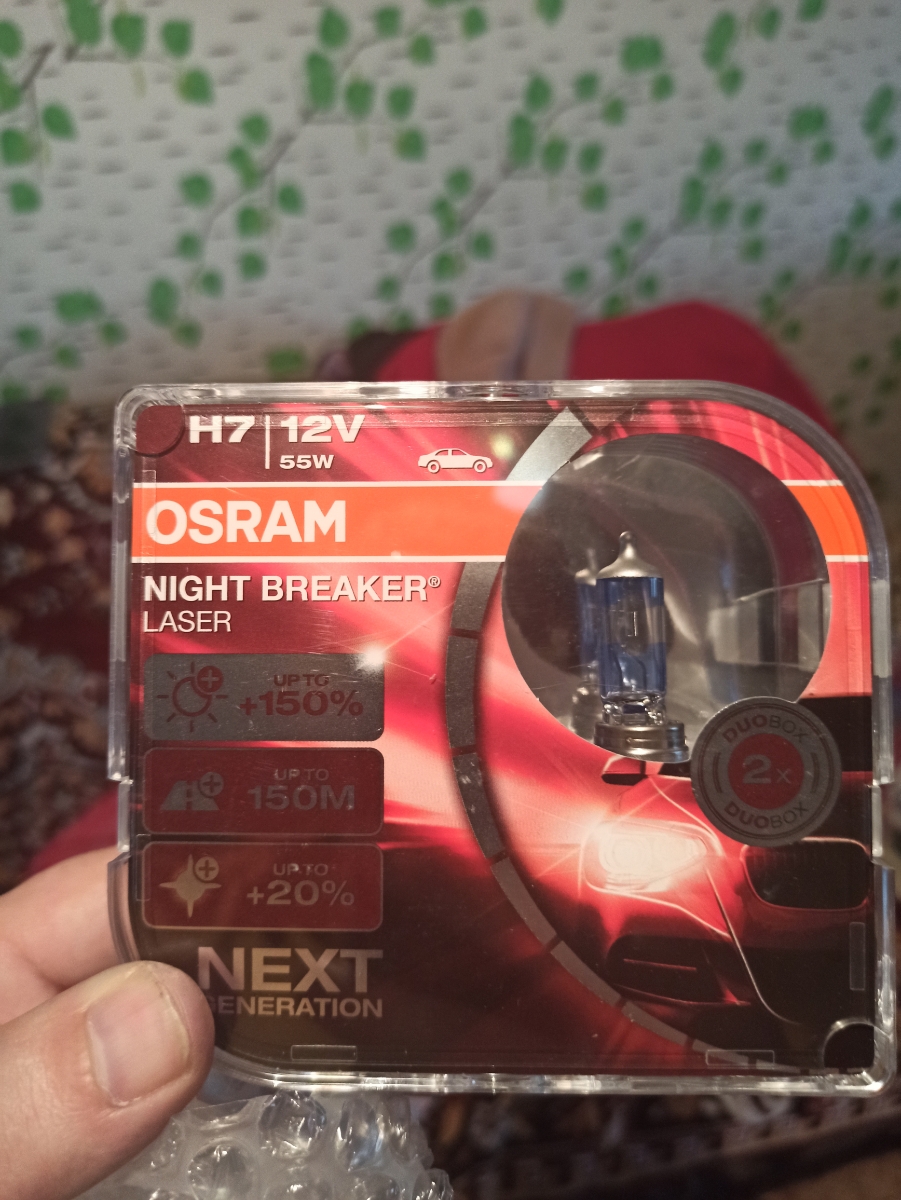 H7 | 12V
55W
OSRAM
NIGHT BREAKER®
LASER
UP TO
+150%
UP TO
150M
UP TO
+20%
NEXT
GENERATION
DUOBOX
2x
DUOBOX